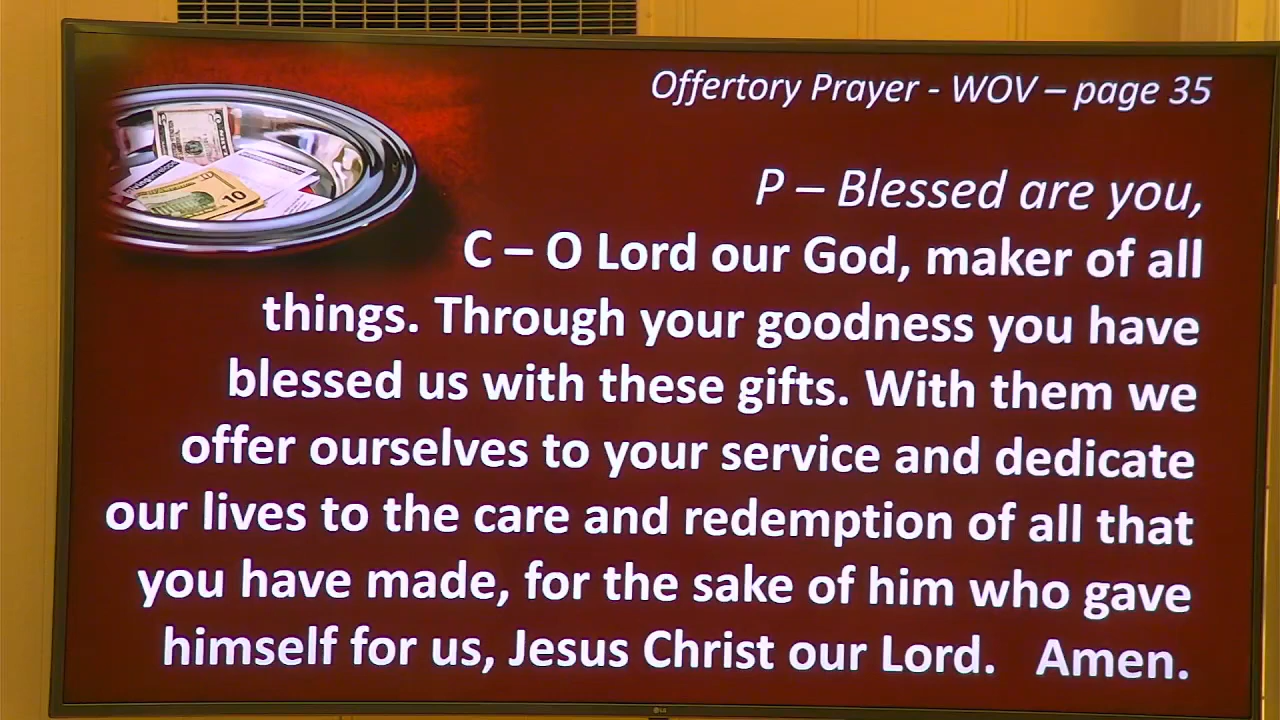 Offertory Prayer - WOV – page 35
P – Blessed are you,
C – O Lord our God, maker of all
things. Through your goodness you have
blessed us with these gifts. With them we
offer ourselves to your service and dedicate
our lives to the care and redemption of all that
you have made, for the sake of him who gave
himself for us, Jesus Christ our Lord. Amen.
5
10
LG